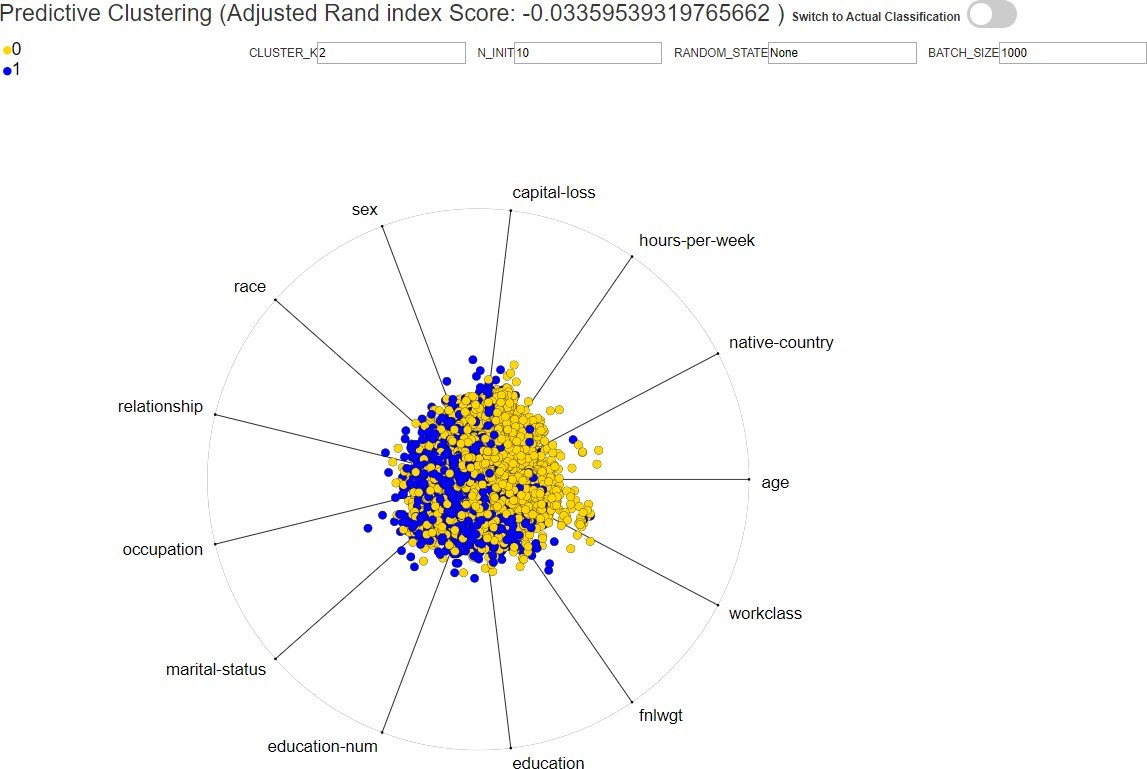 Predictive Clustering (Adjusted Rand index Score: -0.03359539319765662 ) Switch to Actual Classification
0
1
CLUSTER_K 2 N_INIT 10 RANDOM_STATE None BATCH_SIZE 1000
capital-loss
sex
hours-per-week
race
native-country
relationship
age
occupation
workclass
marital-status
fnlwgt
education-num
education